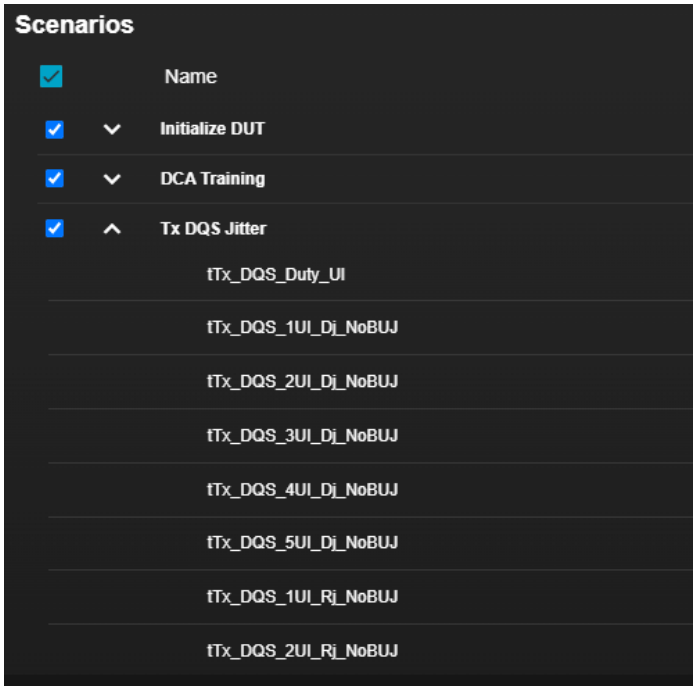 Scenarios
Name
Initialize DUT
DCA Training
Tx DQS Jitter
tTx_DQS_Duty_UI
tTx_DQS_1UI_Dj_NoBUJ
tTx_DQS_2UI_Dj_NoBUJ
tTx_DQS_3UI_Dj_NoBUJ
tTx_DQS_4UI_Dj_NoBUJ
tTx_DQS_5UI_Dj_NoBUJ
tTx_DQS_1UI_Rj_NoBUJ
tTx_DQS_2UI_Rj_NoBUJ